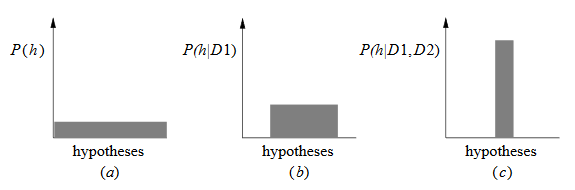 P(h)
P(h|D1)
P(h|D1,D2)
hypotheses
hypotheses
hypotheses
(a)
(b)
(c)